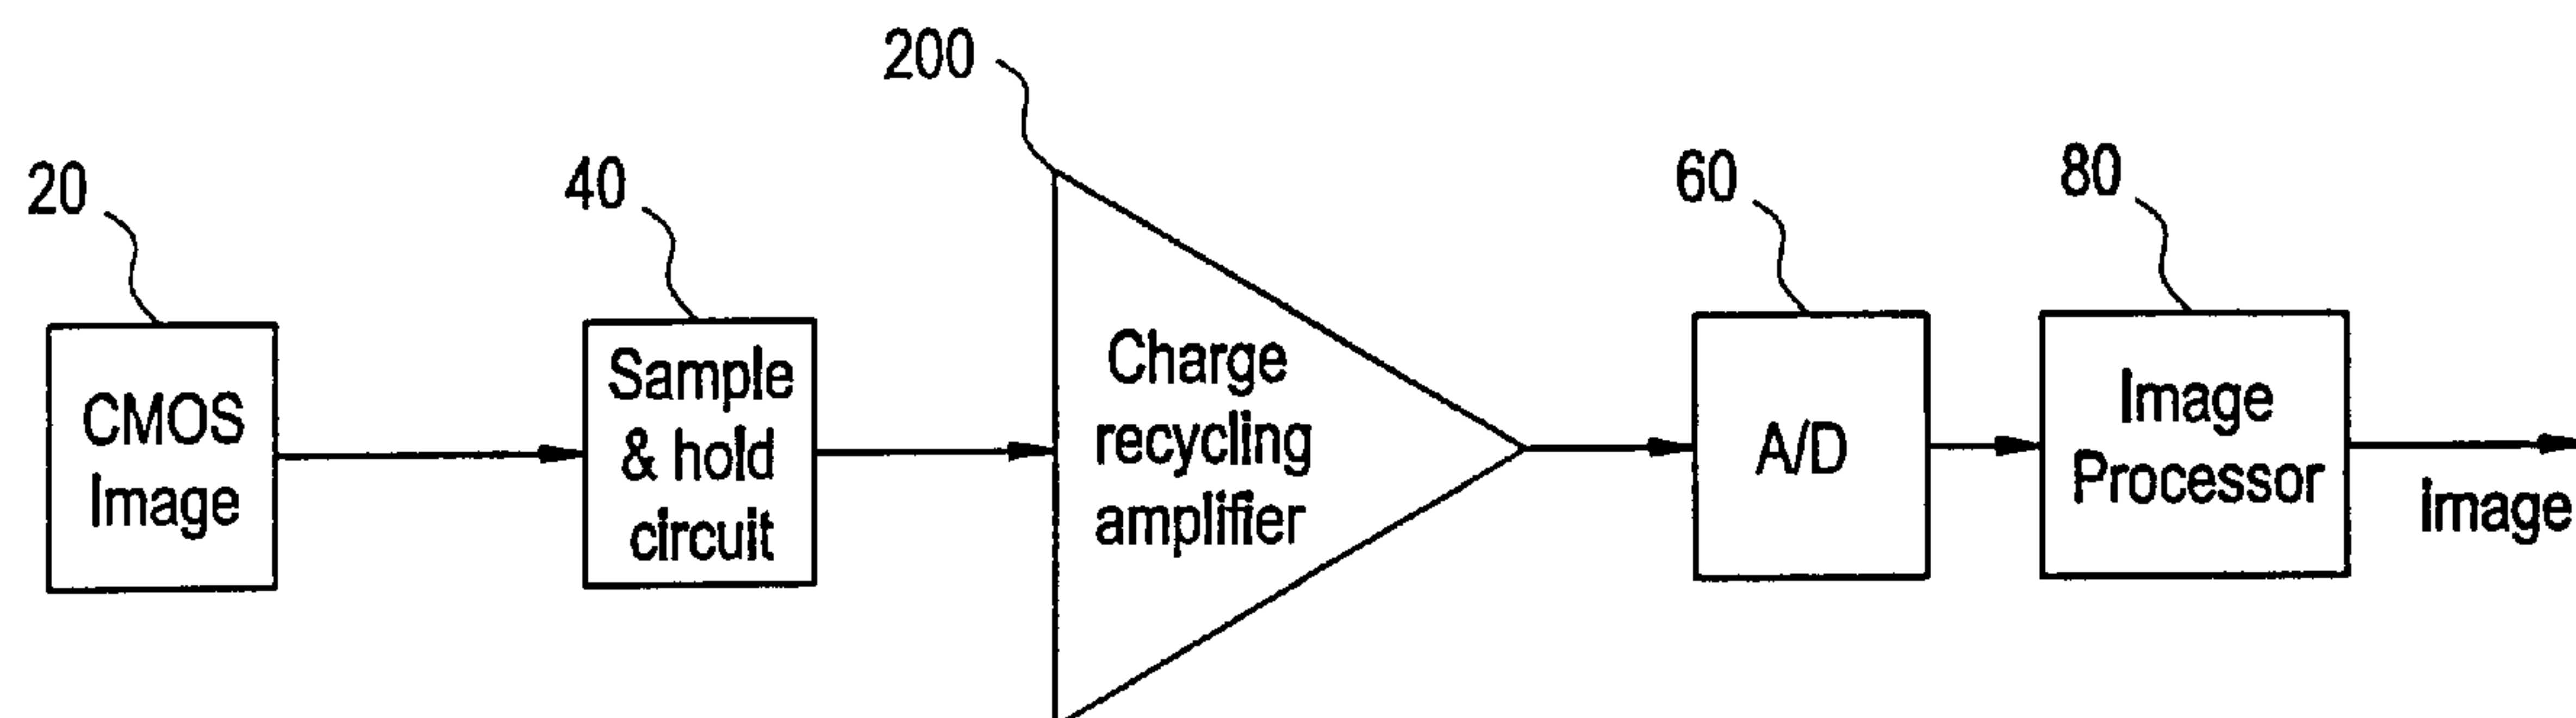 200
20
40
60
80
CMOS
Image
Sample
& hold
circuit
Charge
recycling
amplifier
A/D
Image
Processor
Image